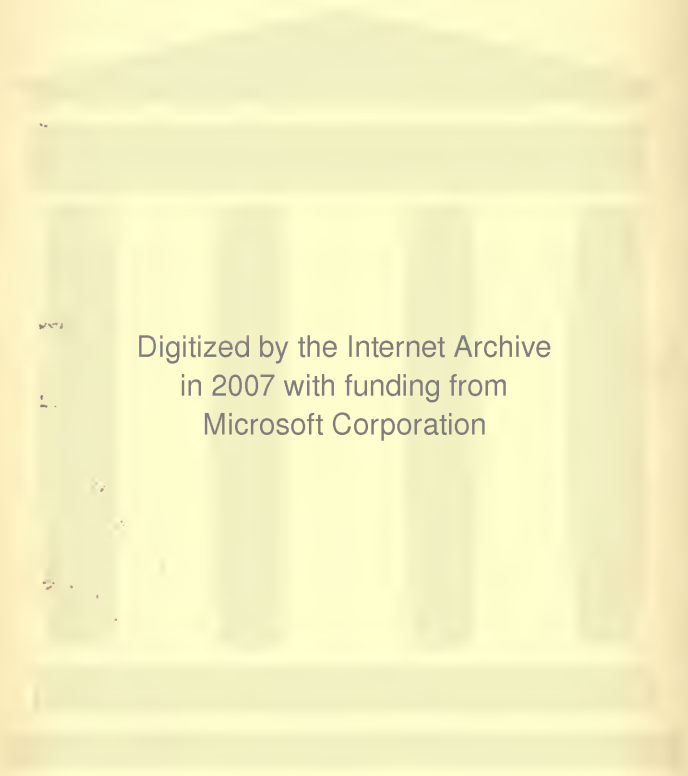 Digitized by the Internet Archive
in 2007 with funding from
Microsoft Corporation